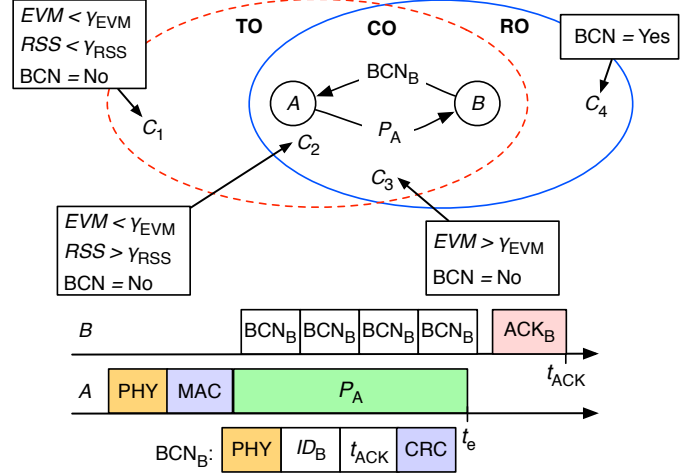 EVM < γEVM
RSS < γRSS
BCN = No
TO
CO
RO
BCN = Yes
BCNB
A
B
PA
C1
C2
C3
C4
EVM < γEVM
RSS > γRSS
BCN = No
EVM > γEVM
BCN = No
B
BCNB BCNB BCNB BCNB ACKB
tACK
A
PHY MAC PA
te
BCNB: PHY IDB tACK CRC